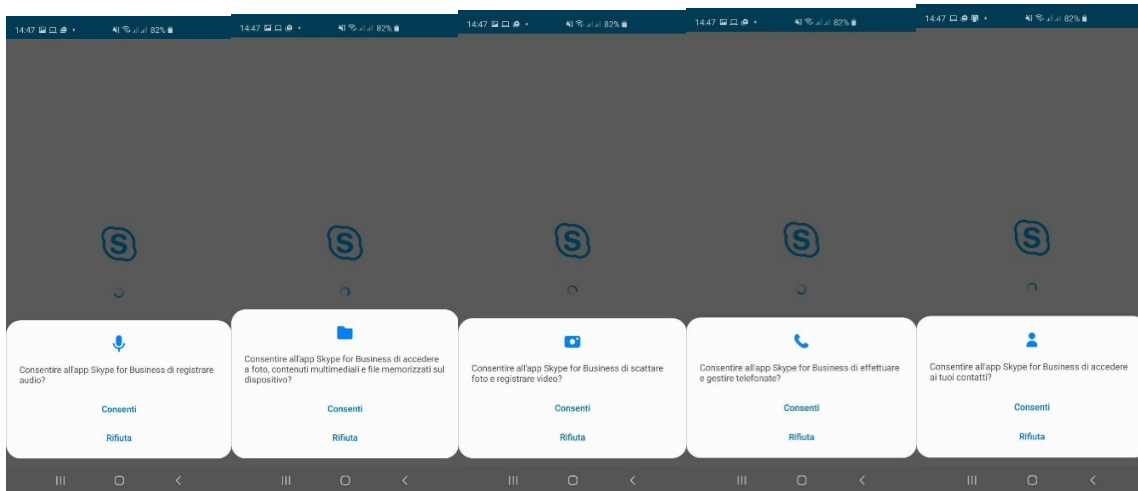 14:47 82%
S
Consentire all'app Skype for Business di registrare
audio?
Consenti
Rifiuta
14:47 82%
S
Consentire all'app Skype for Business di accedere
a foto, contenuti multimediali e file memorizzati sul
dispositivo?
Consenti
Rifiuta
14:47 82%
S
Consentire all'app Skype for Business di scattare
foto e registrare video?
Consenti
Rifiuta
14:47 82%
S
Consentire all'app Skype for Business di effettuare
e gestire telefonate?
Consenti
Rifiuta
14:47 82%
S
Consentire all'app Skype for Business di accedere
ai tuoi contatti?
Consenti
Rifiuta